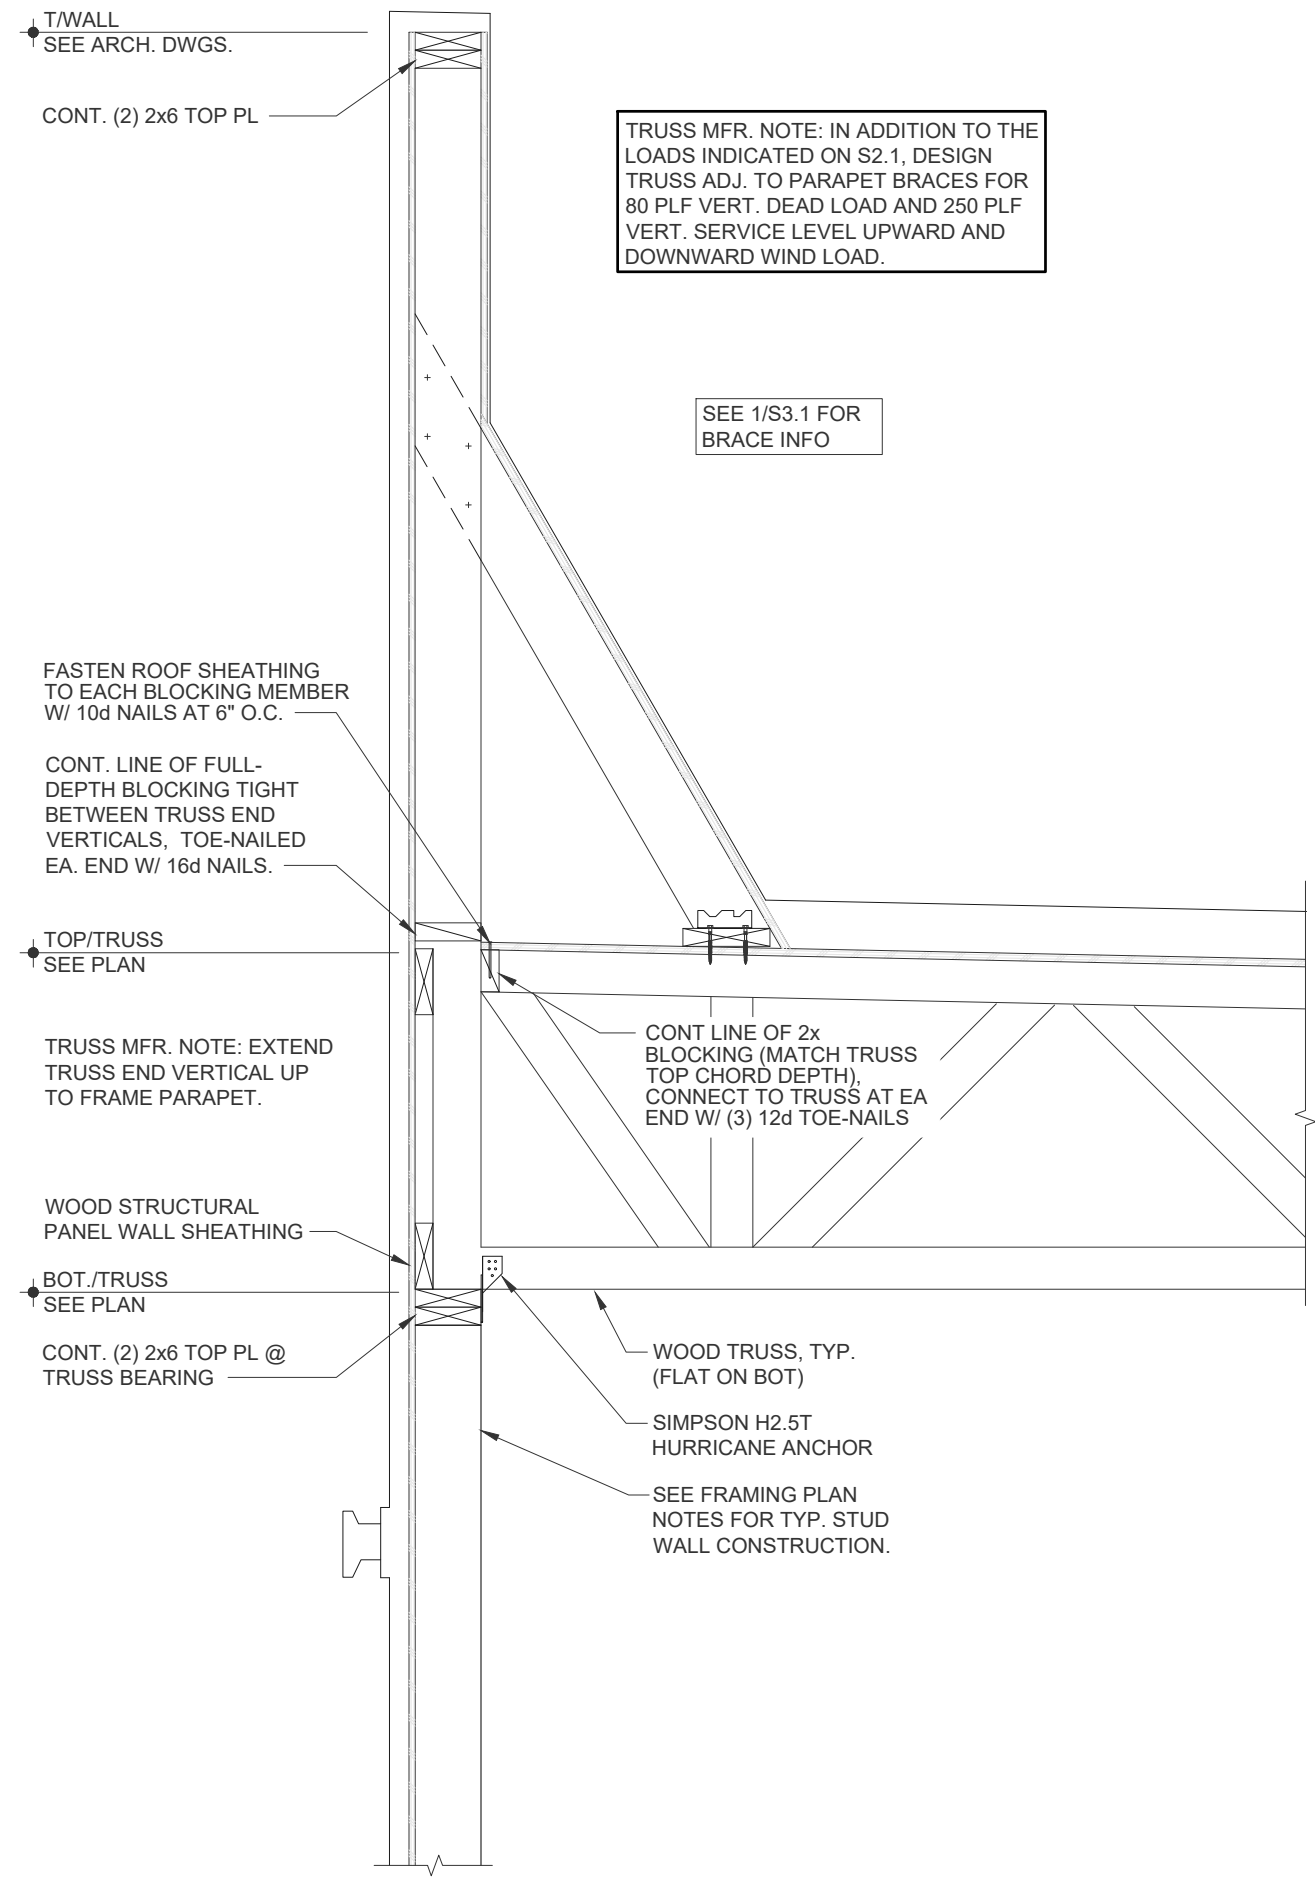 T/WALL
SEE ARCH. DWGS.
CONT. (2) 2x6 TOP PL
TRUSS MFR. NOTE: IN ADDITION TO THE
LOADS INDICATED ON S2.1, DESIGN
TRUSS ADJ. TO PARAPET BRACES FOR
80 PLF VERT. DEAD LOAD AND 250 PLF
VERT. SERVICE LEVEL UPWARD AND
DOWNWARD WIND LOAD.
SEE 1/S3.1 FOR
BRACE INFO
FASTEN ROOF SHEATHING
TO EACH BLOCKING MEMBER
W/ 10d NAILS AT 6" O.C.
CONT. LINE OF FULL-
DEPTH BLOCKING TIGHT
BETWEEN TRUSS END
VERTICALS, TOE-NAILED
EA. END W/ 16d NAILS.
TOP/TRUSS
SEE PLAN
TRUSS MFR. NOTE: EXTEND
TRUSS END VERTICAL UP
TO FRAME PARAPET.
CONT LINE OF 2x
BLOCKING (MATCH TRUSS
TOP CHORD DEPTH),
CONNECT TO TRUSS AT EA
END W/ (3) 12d TOE-NAILS
WOOD STRUCTURAL
PANEL WALL SHEATHING
BOT./TRUSS
SEE PLAN
CONT. (2) 2x6 TOP PL @
TRUSS BEARING
WOOD TRUSS, TYP.
(FLAT ON BOT)
SIMPSON H2.5T
HURRICANE ANCHOR
SEE FRAMING PLAN
NOTES FOR TYP. STUD
WALL CONSTRUCTION.